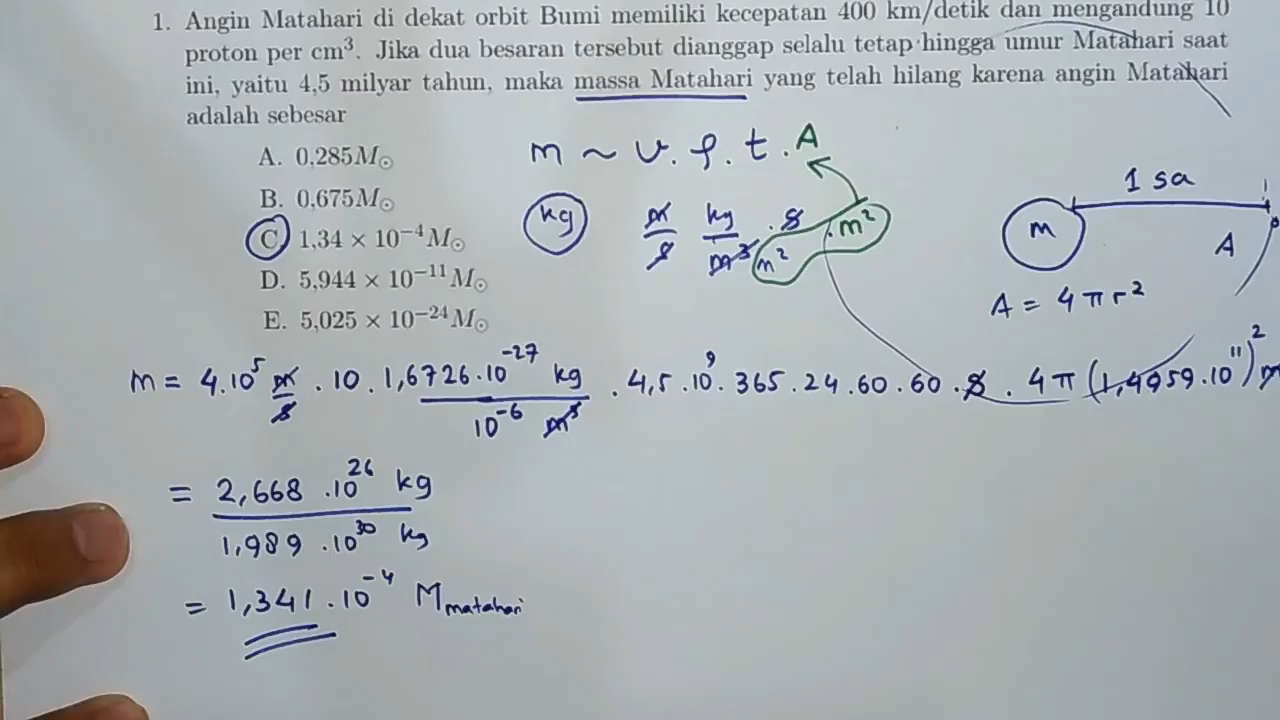 1. Angin Matahari di dekat orbit Bumi memiliki kecepatan 400 km/detik dan mengandung 10
proton per cm³. Jika dua besaran tersebut dianggap selalu tetap hingga umur Matahari saat
ini, yaitu 4,5 milyar tahun, maka massa Matahari yang telah hilang karena angin Matahari
adalah sebesar
A. 0,285M☉
B. 0,675M☉
C. 1,34 × 10⁻⁴M☉
D. 5,944 × 10⁻¹¹M☉
E. 5,025 × 10⁻²⁴M☉
m ~ v . ρ . t . A
kg m/s kg/m³ . s . m²
m²
1 sa
m
A
A = 4πr²
m = 4.10⁵ m/s . 10 . 1,6726.10⁻²⁷ kg / 10⁻⁶ m³ . 4,5 . 10⁹ . 365 . 24 . 60 . 60 . s . 4π (1,4959.10¹¹)² m
= 2,668 .10²⁶ kg / 1,989 .10³⁰ kg
= 1,341 .10⁻⁴ M matahari